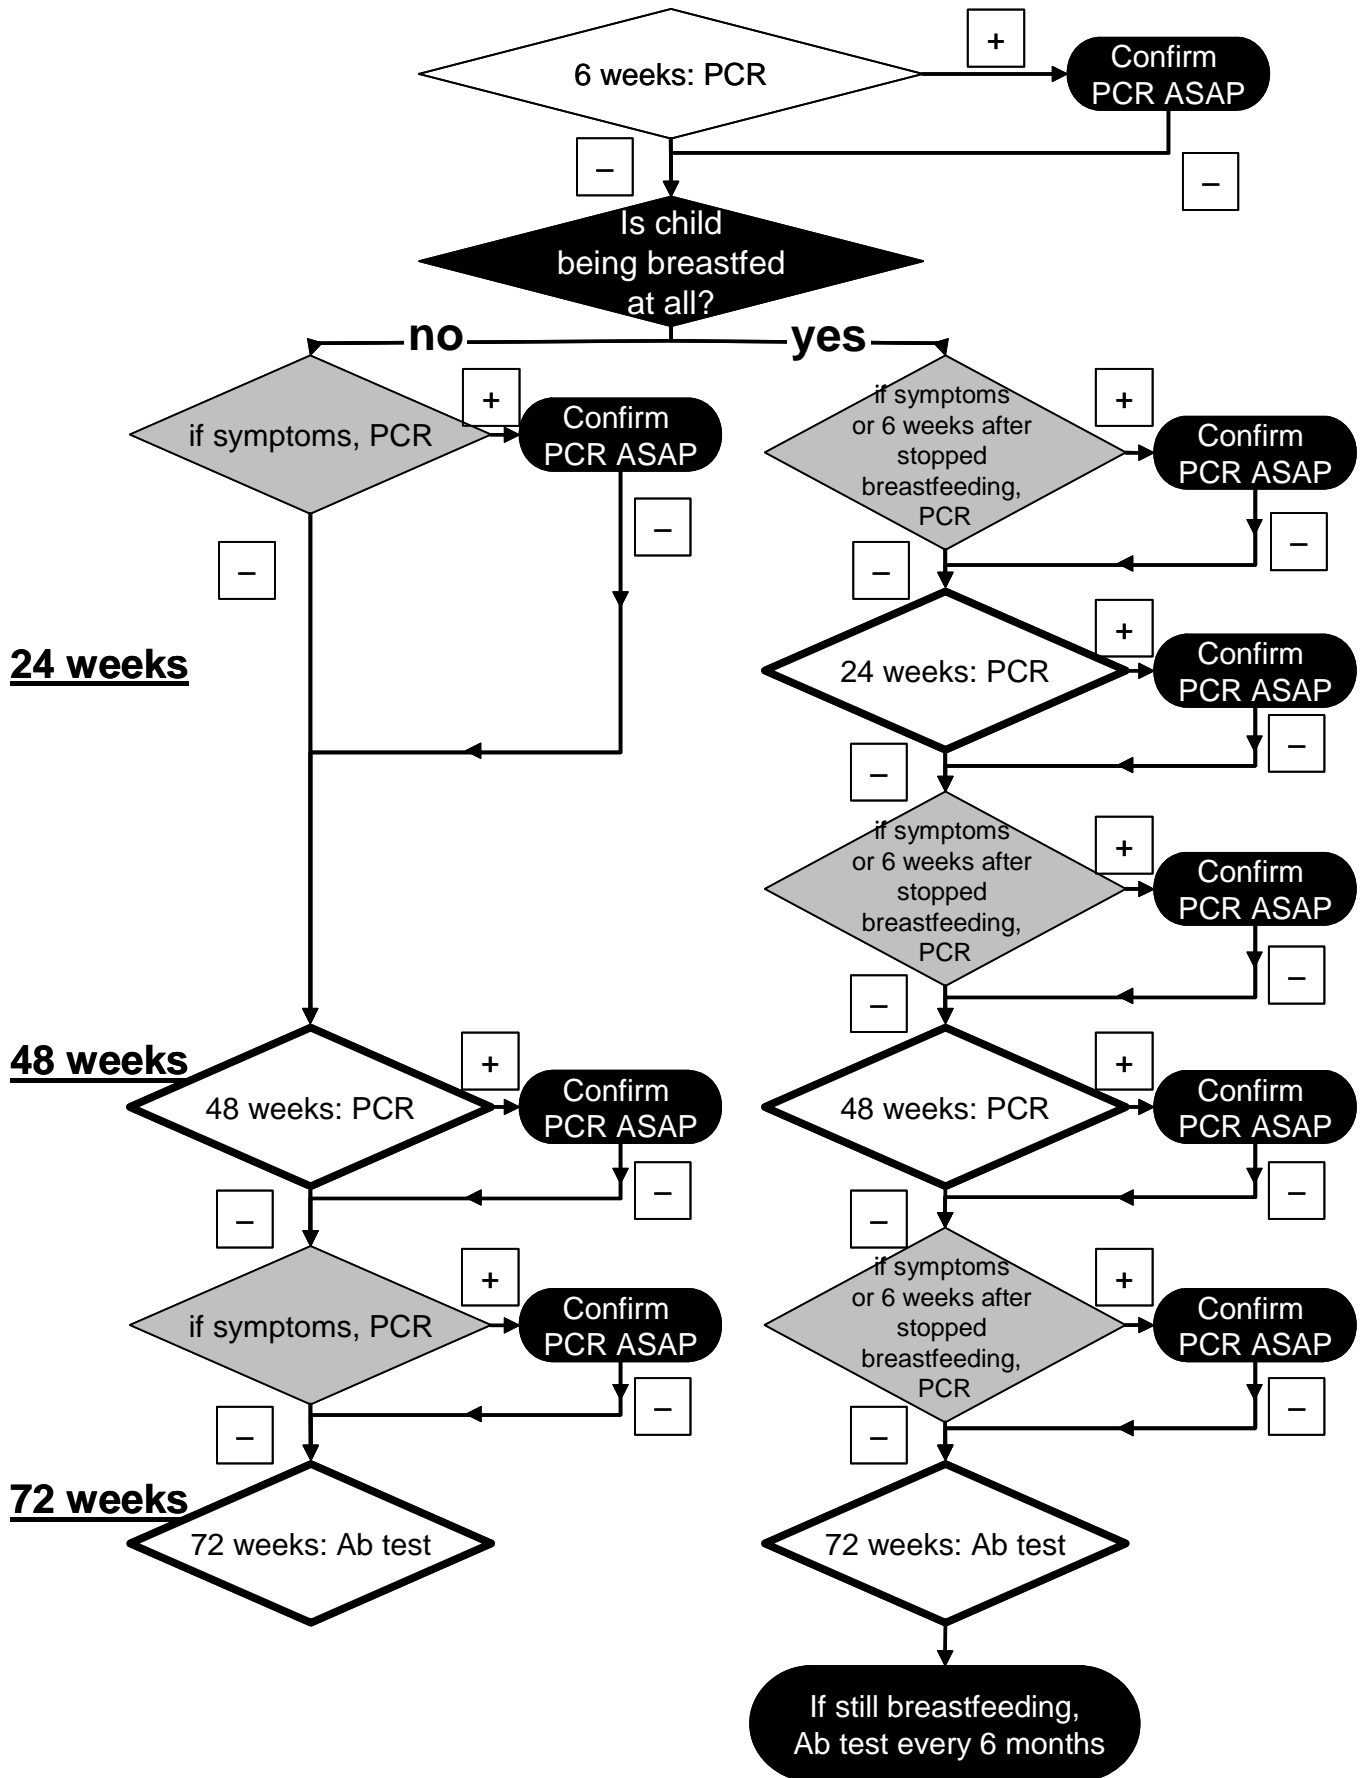 6 weeks: PCR
+
Confirm
PCR ASAP
–
–
Is child
being breastfed
at all?
no
yes
if symptoms, PCR
+
Confirm
PCR ASAP
–
–
if symptoms
or 6 weeks after
stopped
breastfeeding,
PCR
+
Confirm
PCR ASAP
–
–
24 weeks
24 weeks: PCR
+
Confirm
PCR ASAP
–
–
if symptoms
or 6 weeks after
stopped
breastfeeding,
PCR
+
Confirm
PCR ASAP
–
–
48 weeks
48 weeks: PCR
+
Confirm
PCR ASAP
–
–
48 weeks: PCR
+
Confirm
PCR ASAP
–
–
if symptoms, PCR
+
Confirm
PCR ASAP
–
–
if symptoms
or 6 weeks after
stopped
breastfeeding,
PCR
+
Confirm
PCR ASAP
–
–
72 weeks
72 weeks: Ab test
72 weeks: Ab test
If still breastfeeding,
Ab test every 6 months